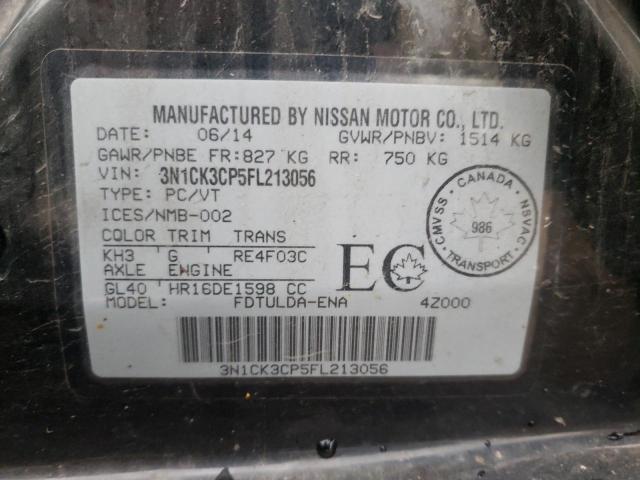 MANUFACTURED BY NISSAN MOTOR CO., LTD.
DATE: 06/14 GVWR/PNBV: 1514 KG
GAWR/PNBE FR:827 KG RR: 750 KG
VIN: 3N1CK3CP5FL213056
TYPE: PC/VT
ICES/NMB-002
COLOR TRIM TRANS
KH3 G RE4F03C
AXLE ENGINE
GL40 HR16DE1598 CC
MODEL: FDTULDA-ENA 4Z000
EC
CANADA
CMVSS
NSVAC
986
TRANSPORT
3N1CK3CP5FL213056